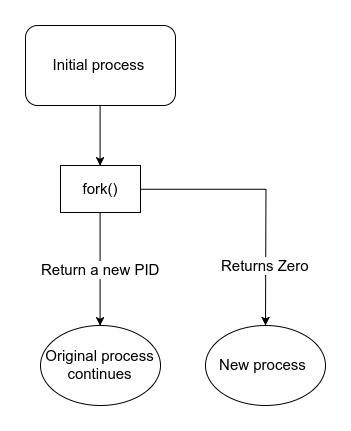 Initial process
fork()
Return a new PID
Returns Zero
Original process
continues
New process